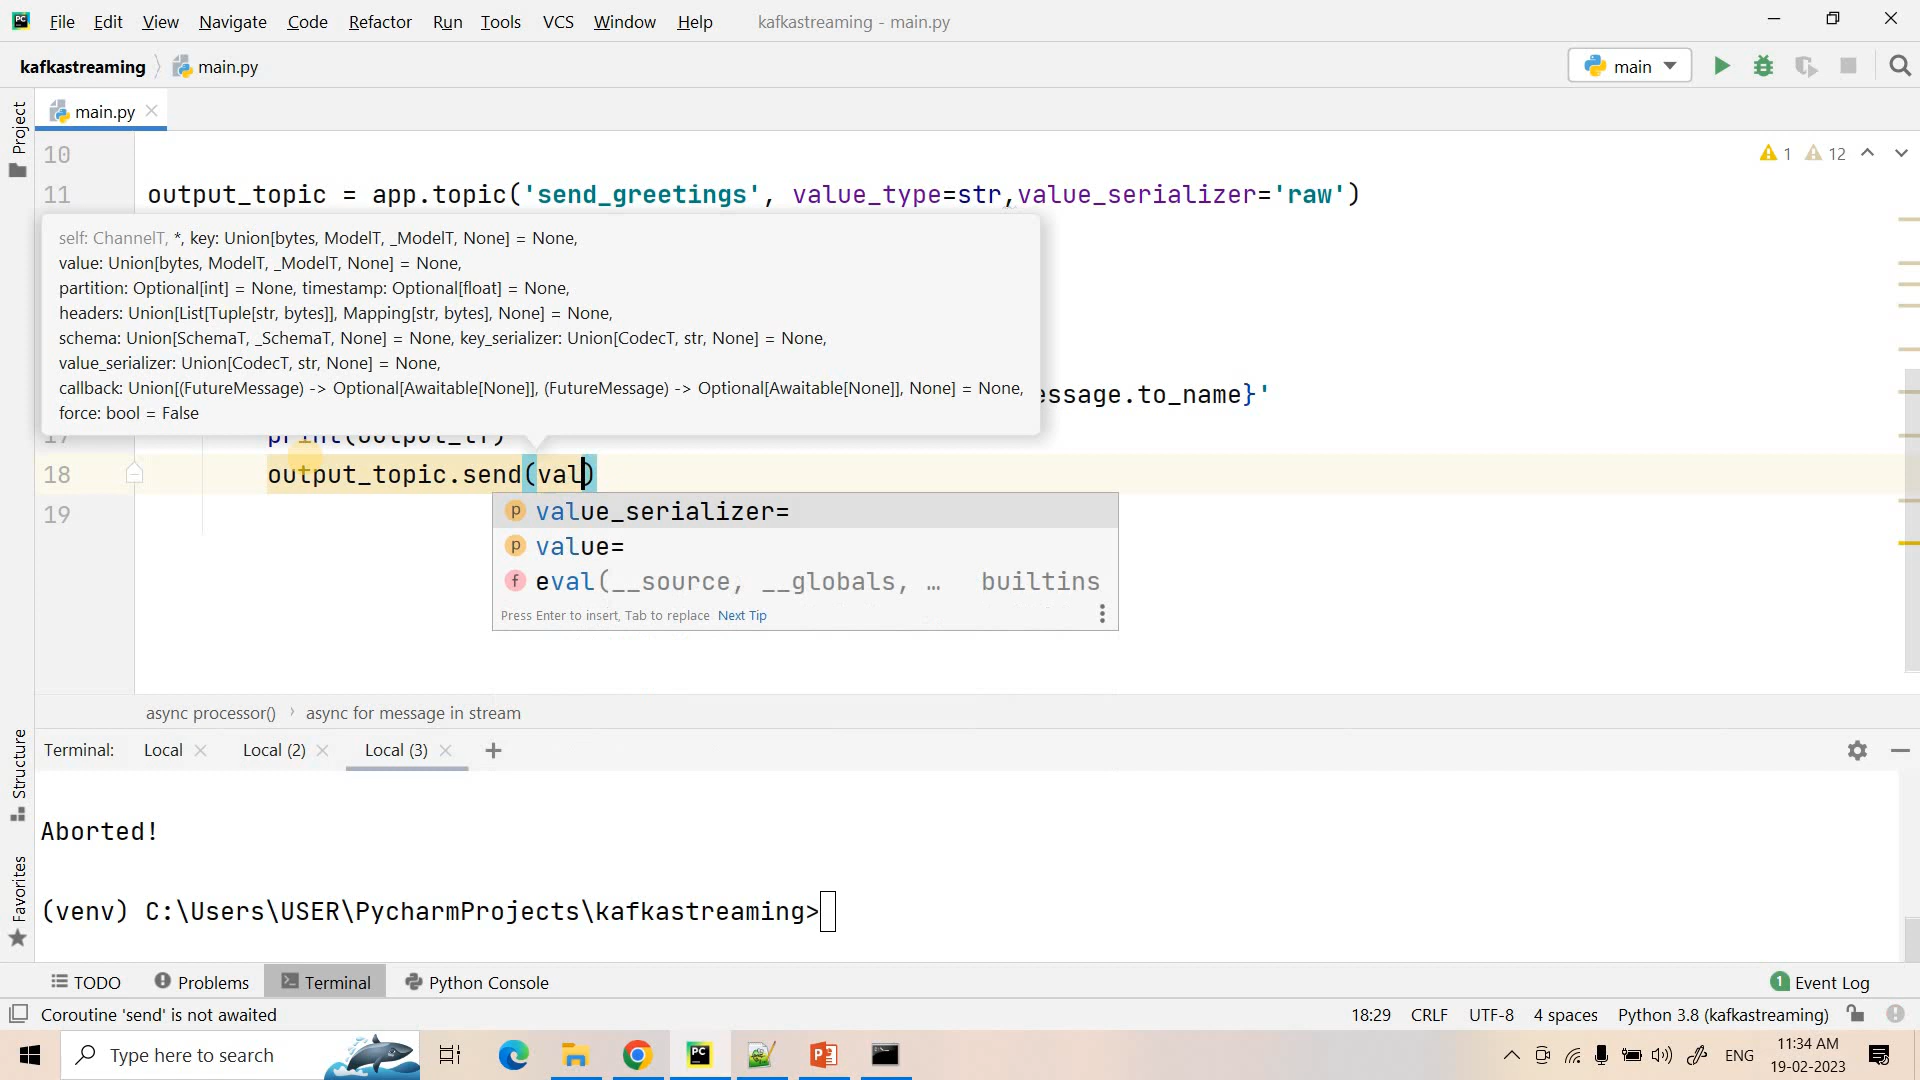 File Edit View Navigate Code Refactor Run Tools VCS Window Help kafkastreaming - main.py
kafkastreaming main.py main
main.py
Project
10 1 12
11 output_topic = app.topic('send_greetings', value_type=str,value_serializer='raw')
self: ChannelT, *, key: Union[bytes, ModelT, _ModelT, None] = None,
value: Union[bytes, ModelT, _ModelT, None] = None,
partition: Optional[int] = None, timestamp: Optional[float] = None,
headers: Union[List[Tuple[str, bytes]], Mapping[str, bytes], None] = None,
schema: Union[SchemaT, _SchemaT, None] = None, key_serializer: Union[CodecT, str, None] = None,
value_serializer: Union[CodecT, str, None] = None,
callback: Union[(FutureMessage) -> Optional[Awaitable[None]], (FutureMessage) -> Optional[Awaitable[None]], None] = None,
force: bool = False
essage.to_name}'
17 print(output_tr)
18 output_topic.send(val)
19
value_serializer=
value=
eval(__source, __globals, … builtins
Press Enter to insert, Tab to replace Next Tip
async processor() › async for message in stream
Structure
Favorites
Terminal: Local Local (2) Local (3)
Aborted!
(venv) C:\Users\USER\PycharmProjects\kafkastreaming>
TODO Problems Terminal Python Console 1 Event Log
Coroutine 'send' is not awaited 18:29 CRLF UTF-8 4 spaces Python 3.8 (kafkastreaming)
Type here to search ENG 11:34 AM
19-02-2023